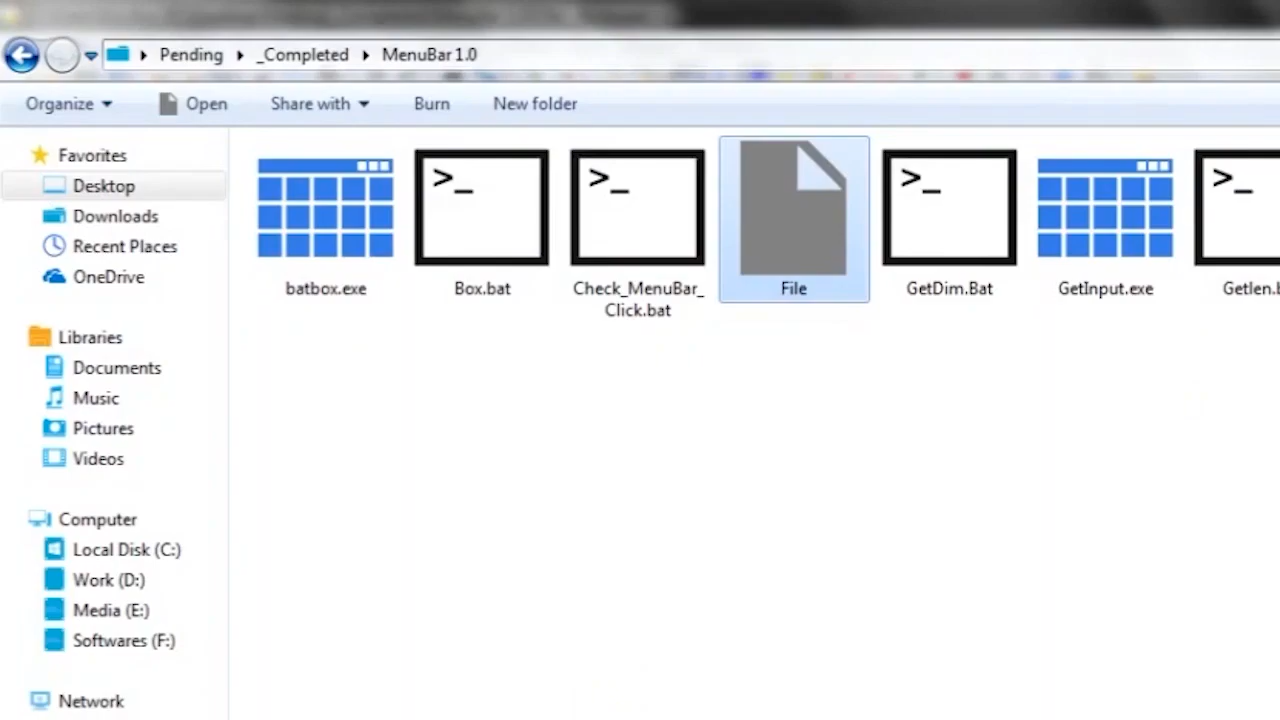 Pending
_Completed
MenuBar 1.0
Organize
Open
Share with
Burn
New folder
Favorites
Desktop
Downloads
Recent Places
OneDrive
Libraries
Documents
Music
Pictures
Videos
Computer
Local Disk (C:)
Work (D:)
Media (E:)
Softwares (F:)
Network
>_
>_
>_
>_
batbox.exe
Box.bat
Check_MenuBar_
Click.bat
File
GetDim.Bat
GetInput.exe
Getlen.b